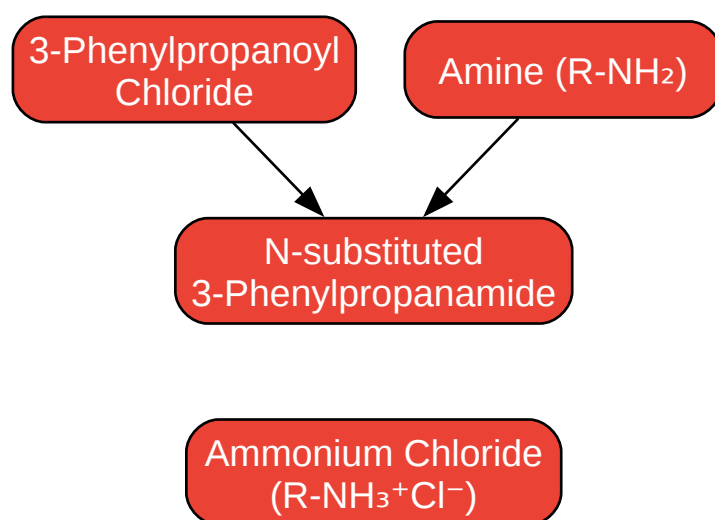 3-Phenylpropanoyl
Chloride
Amine (R-NH₂)
N-substituted
3-Phenylpropanamide
Ammonium Chloride
(R-NH₃⁺Cl⁻)